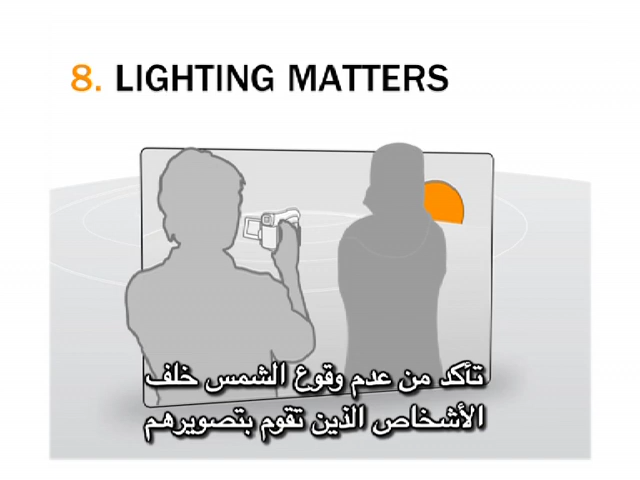 8. LIGHTING MATTERS
تأكد من عدم وقوع الشمس خلف
الأشخاص الذين تقوم بتصويرهم